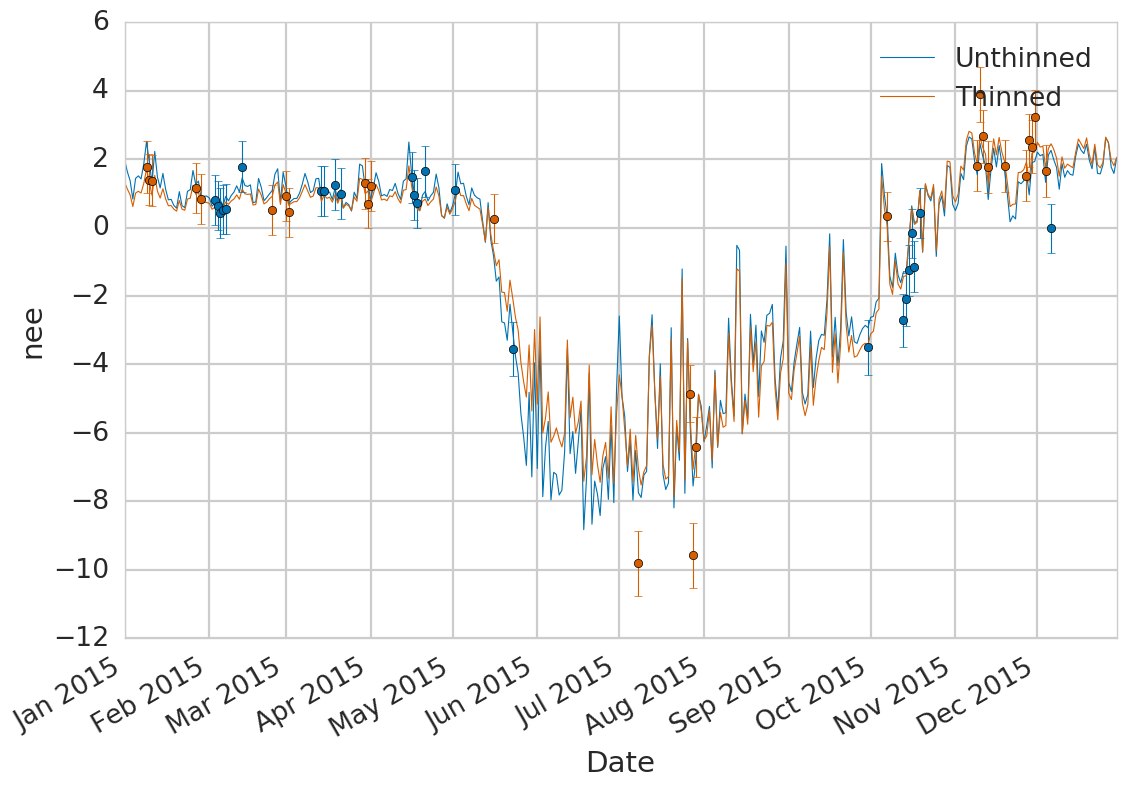 6
4
2
0
−2
−4
−6
−8
−10
−12
nee
Unthinned
Thinned
Jan 2015
Feb 2015
Mar 2015
Apr 2015
May 2015
Jun 2015
Jul 2015
Aug 2015
Sep 2015
Oct 2015
Nov 2015
Dec 2015
Date